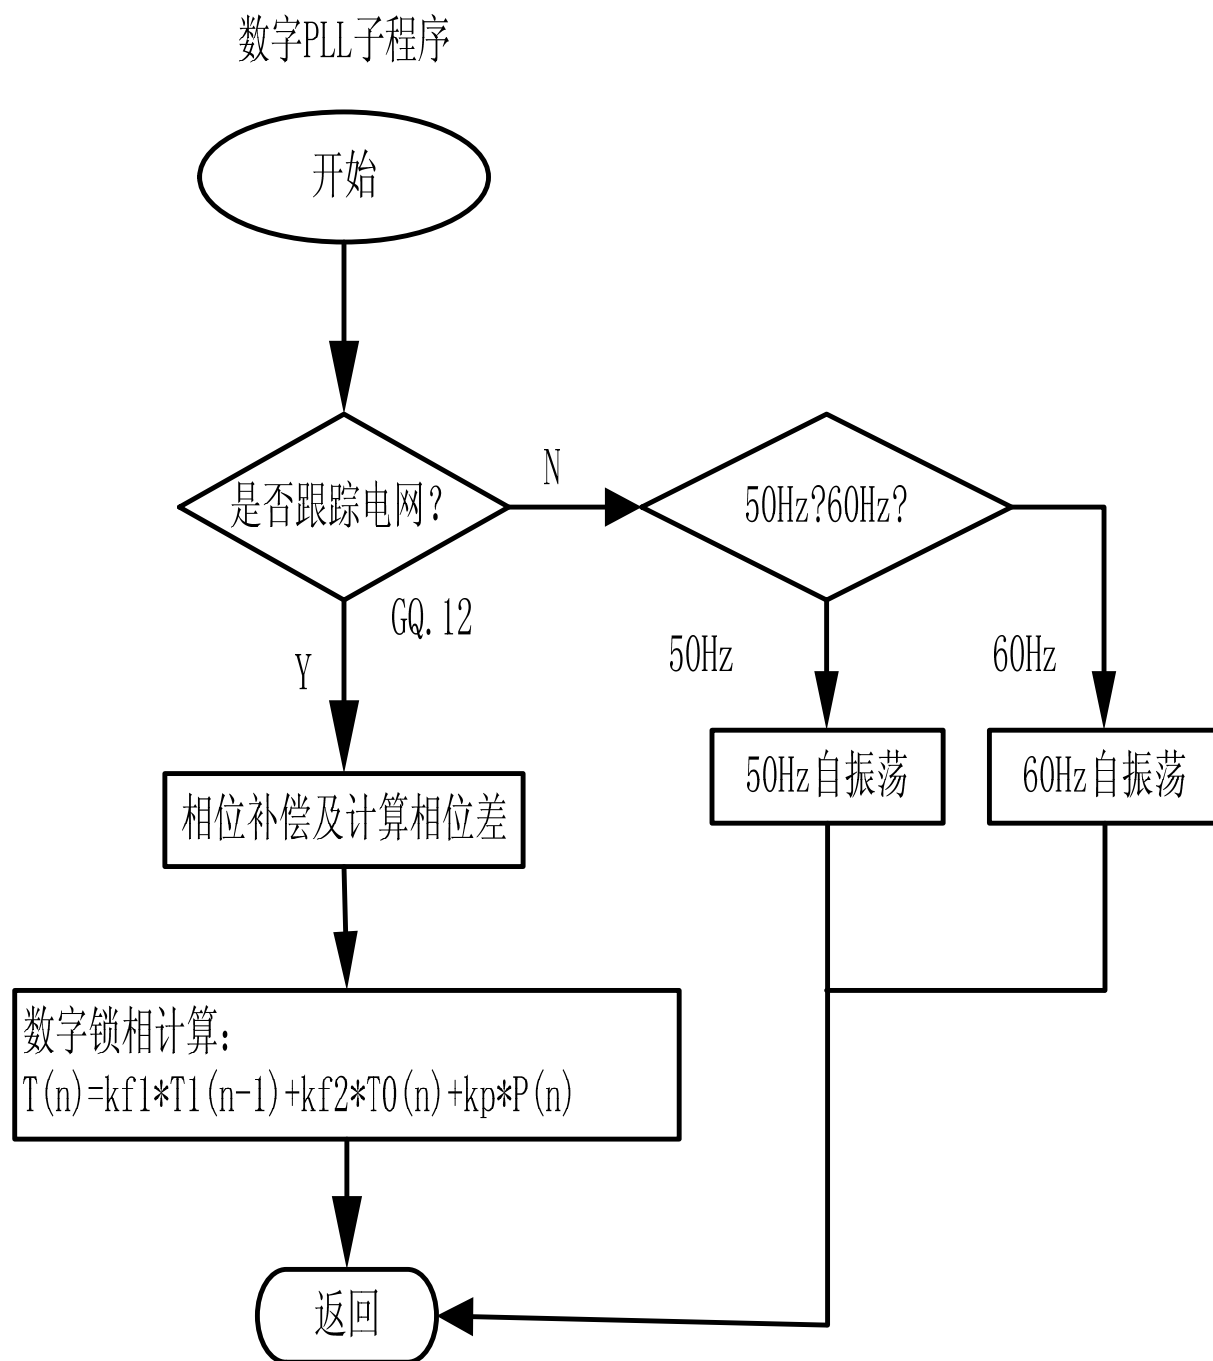 数字PLL子程序
开始
是否跟踪电网?
N
50Hz?60Hz?
GQ.12
Y
50Hz
60Hz
50Hz自振荡
60Hz自振荡
相位补偿及计算相位差
数字锁相计算:
T(n)=kf1*T1(n-1)+kf2*T0(n)+kp*P(n)
返回